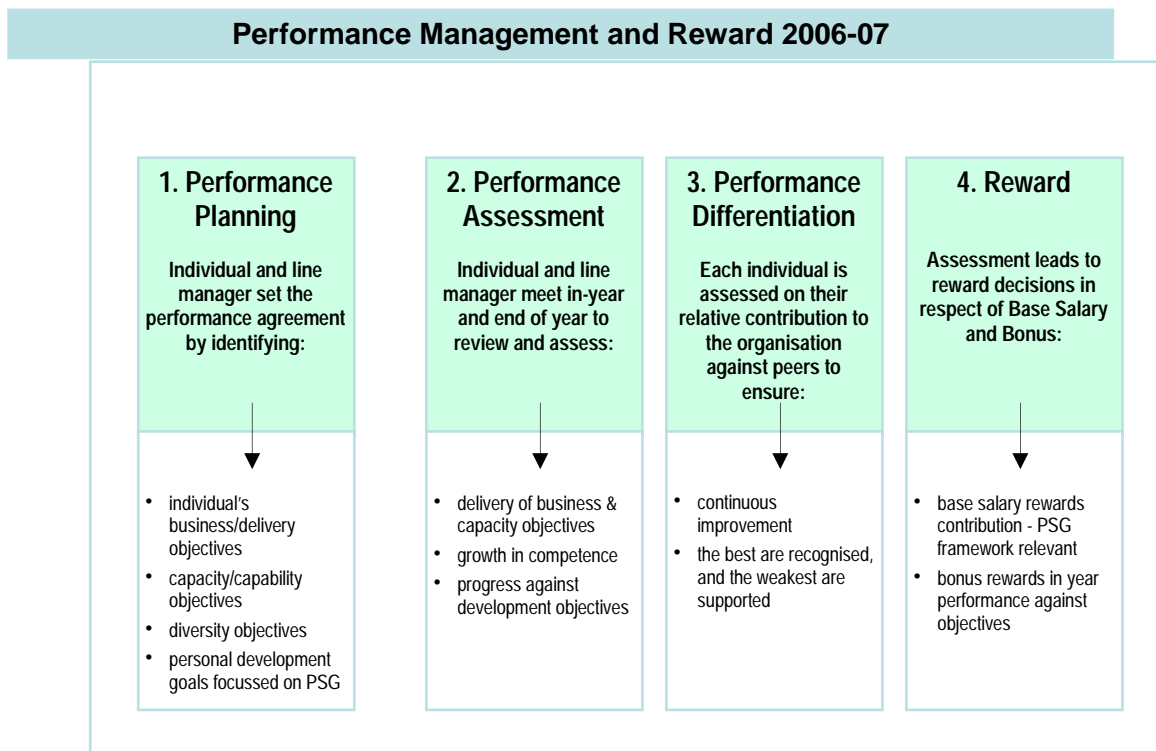 Performance Management and Reward 2006-07
1. Performance
Planning
Individual and line
manager set the
performance agreement
by identifying:
• individual's
business/delivery
objectives
• capacity/capability
objectives
• diversity objectives
• personal development
goals focussed on PSG
2. Performance
Assessment
Individual and line
manager meet in-year
and end of year to
review and assess:
• delivery of business &
capacity objectives
• growth in competence
• progress against
development objectives
3. Performance
Differentiation
Each individual is
assessed on their
relative contribution to
the organisation
against peers to
ensure:
• continuous
improvement
• the best are recognised,
and the weakest are
supported
4. Reward
Assessment leads to
reward decisions in
respect of Base Salary
and Bonus:
• base salary rewards
contribution - PSG
framework relevant
• bonus rewards in year
performance against
objectives